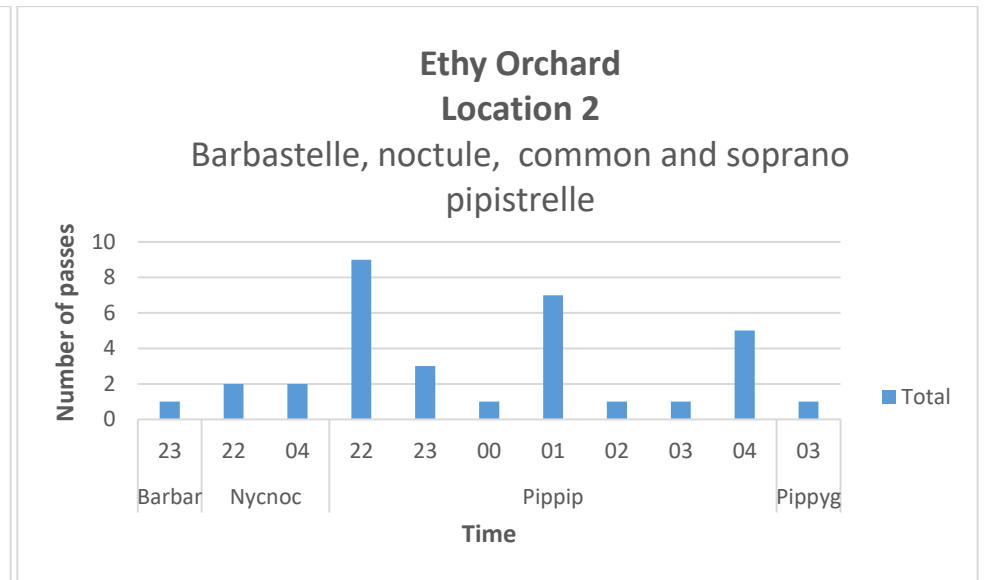 Ethy Orchard
Location 2
Barbastelle, noctule, common and soprano
pipistrelle
Number of passes
10
8
6
4
2
0
23 22 04 22 23 00 01 02 03 04 03
Barbar Nycnoc Pippip Pippyg
Time
Total